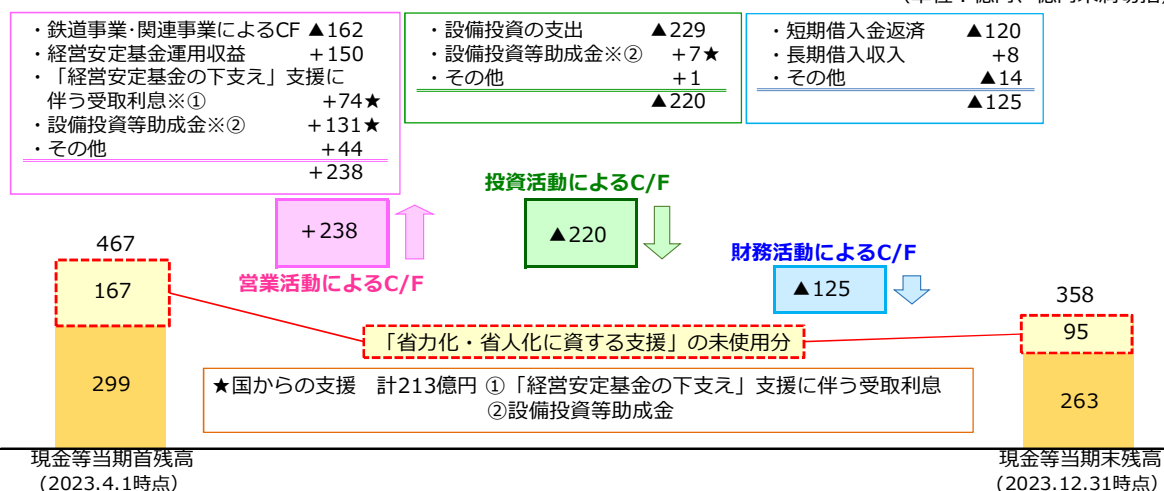 (単位：億円、億円未満切捨)
・鉄道事業･関連事業によるCF ▲162
・経営安定基金運用収益 +150
・「経営安定基金の下支え」支援に
伴う受取利息※① +74★
・設備投資等助成金※② +131★
・その他 +44
+238
・設備投資の支出 ▲229
・設備投資等助成金※② +7★
・その他 +1
▲220
・短期借入金返済 ▲120
・長期借入収入 +8
・その他 ▲14
▲125
投資活動によるC/F
+238
▲220
467
営業活動によるC/F
財務活動によるC/F
167
▲125
358
「省力化・省人化に資する支援」の未使用分
95
299
★国からの支援 計213億円 ①「経営安定基金の下支え」支援に伴う受取利息
②設備投資等助成金
263
現金等当期首残高
(2023.4.1時点)
現金等当期末残高
(2023.12.31時点)